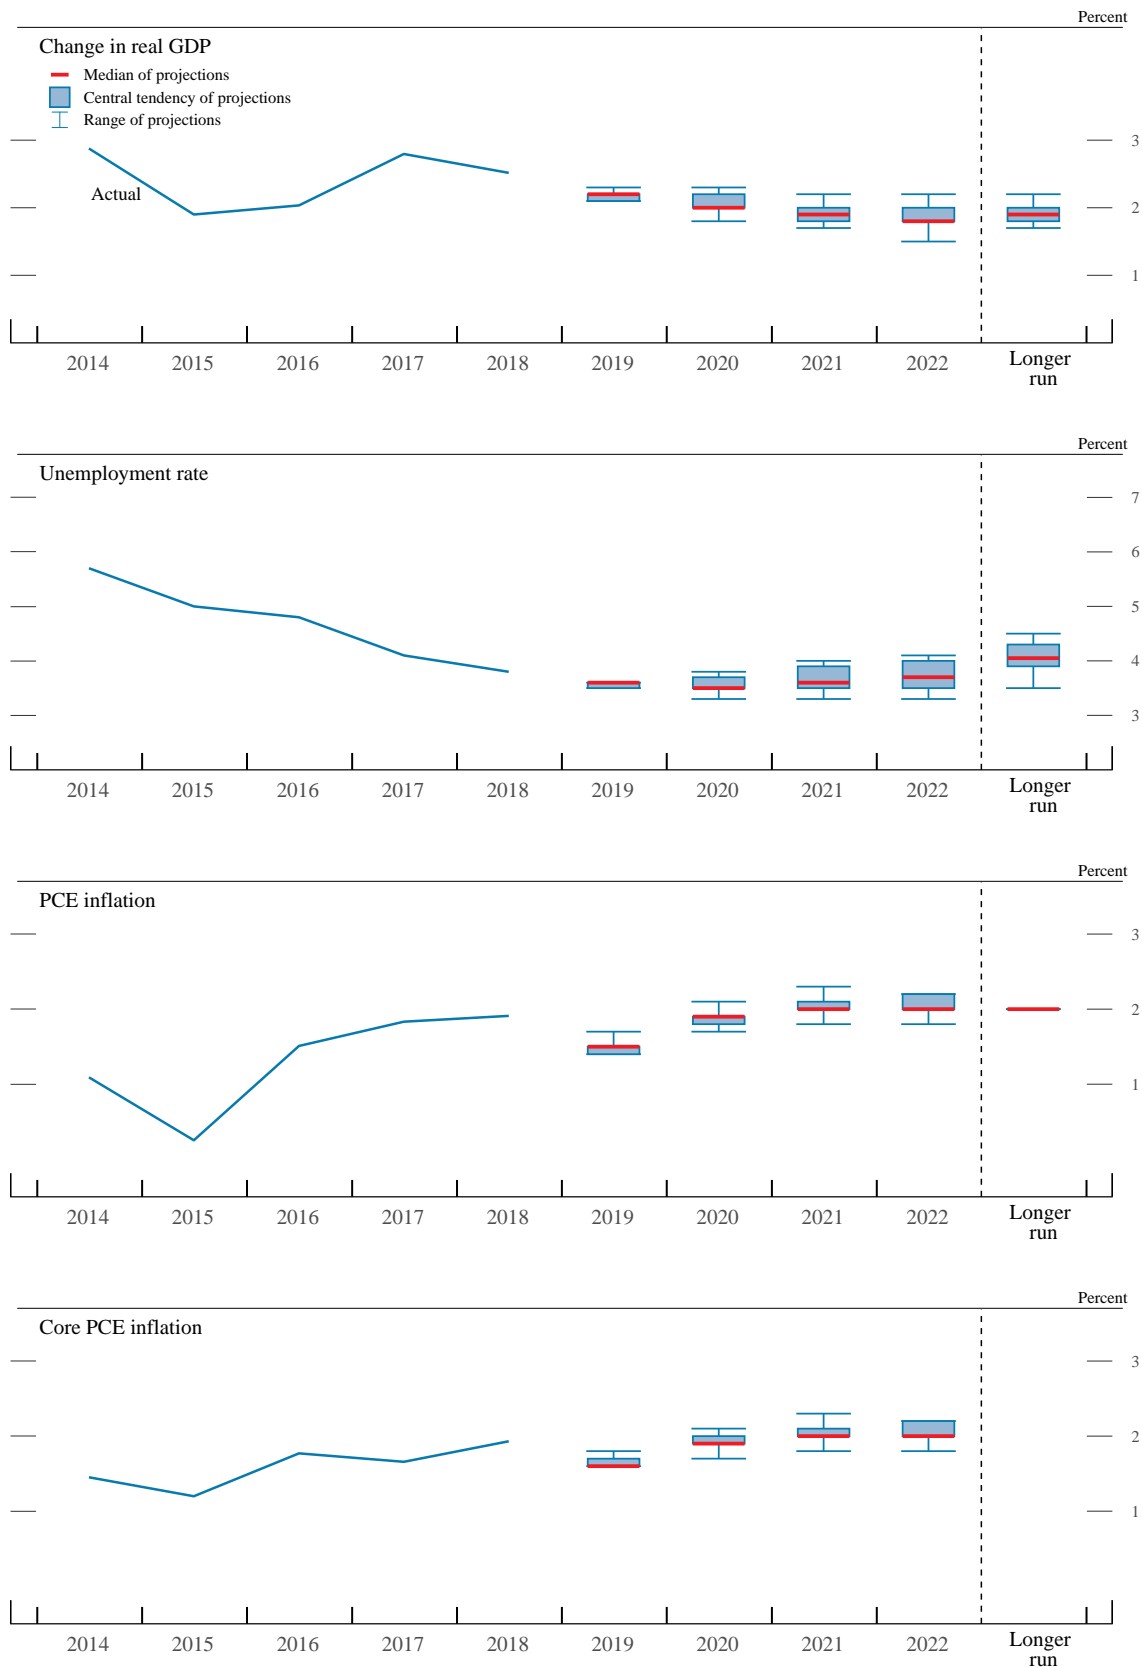 Percent
Change in real GDP
Median of projections
Central tendency of projections
Range of projections
Actual
3
2
1
2014 2015 2016 2017 2018 2019 2020 2021 2022 Longer
run
Percent
Unemployment rate
7
6
5
4
3
2014 2015 2016 2017 2018 2019 2020 2021 2022 Longer
run
Percent
PCE inflation
3
2
1
2014 2015 2016 2017 2018 2019 2020 2021 2022 Longer
run
Percent
Core PCE inflation
3
2
1
2014 2015 2016 2017 2018 2019 2020 2021 2022 Longer
run